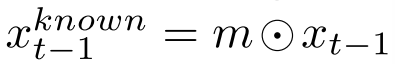 x_{t-1}^{known} = m ⊙ x_{t-1}